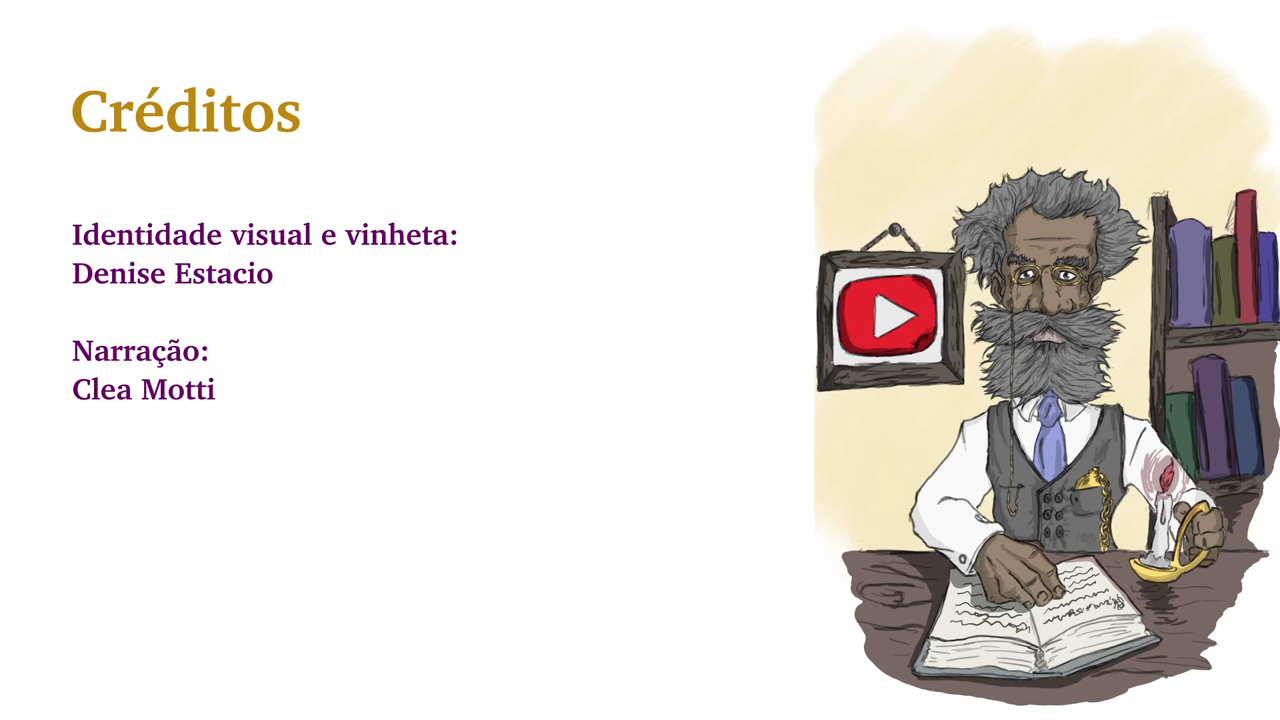 Créditos
Identidade visual e vinheta:
Denise Estacio
Narração:
Clea Motti